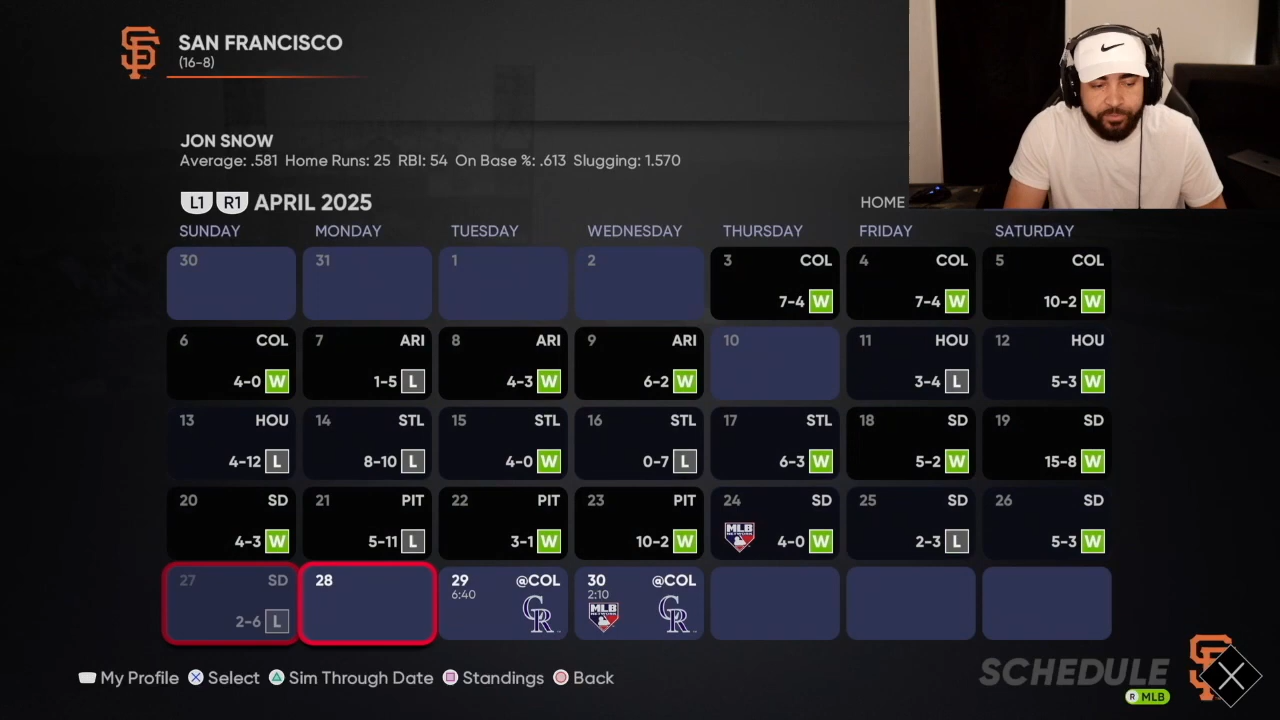 SAN FRANCISCO
(16-8)
JON SNOW
Average: .581 Home Runs: 25 RBI: 54 On Base %: .613 Slugging: 1.570
L1 R1 APRIL 2025
HOME
SUNDAY MONDAY TUESDAY WEDNESDAY THURSDAY FRIDAY SATURDAY
30 31 1 2 3 COL 4 COL 5 COL
7-4 W 7-4 W 10-2 W
6 COL 7 ARI 8 ARI 9 ARI 10 11 HOU 12 HOU
4-0 W 1-5 L 4-3 W 6-2 W 3-4 L 5-3 W
13 HOU 14 STL 15 STL 16 STL 17 STL 18 SD 19 SD
4-12 L 8-10 L 4-0 W 0-7 L 6-3 W 5-2 W 15-8 W
20 SD 21 PIT 22 PIT 23 PIT 24 SD 25 SD 26 SD
4-3 W 5-11 L 3-1 W 10-2 W MLB NETWORK 4-0 W 2-3 L 5-3 W
27 SD 28 29 @COL 30 @COL
6:40 2:10
2-6 L CR MLB NETWORK CR
My Profile Select Sim Through Date Standings Back
SCHEDULE
R MLB